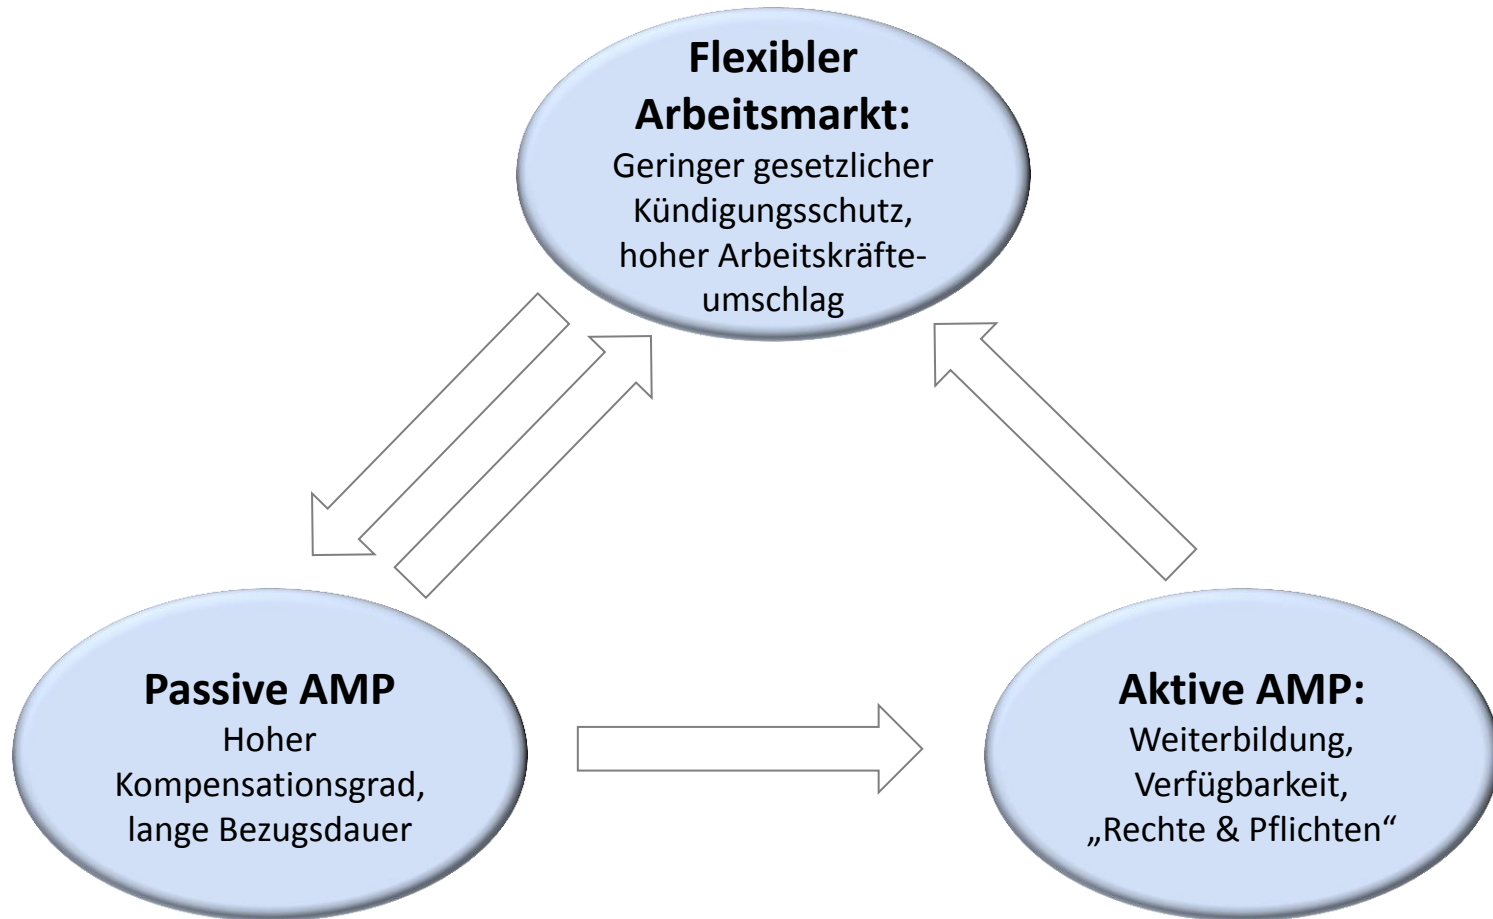 Flexibler
Arbeitsmarkt:
Geringer gesetzlicher
Kündigungsschutz,
hoher Arbeitskräfte-
umschlag
Passive AMP
Hoher
Kompensationsgrad,
lange Bezugsdauer
Aktive AMP:
Weiterbildung,
Verfügbarkeit,
„Rechte & Pflichten“